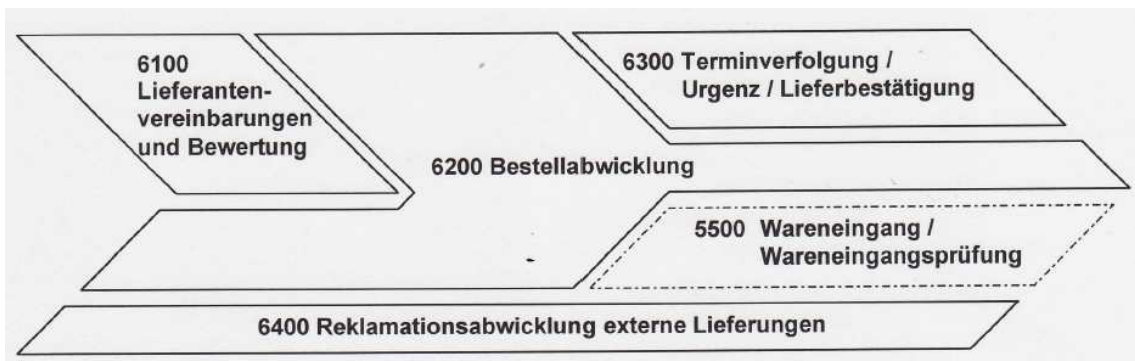 6100
Lieferanten-
vereinbarungen
und Bewertung
6300 Terminverfolgung /
Urgenz / Lieferbestätigung
6200 Bestellabwicklung
5500 Wareneingang /
Wareneingangsprüfung
6400 Reklamationsabwicklung externe Lieferungen